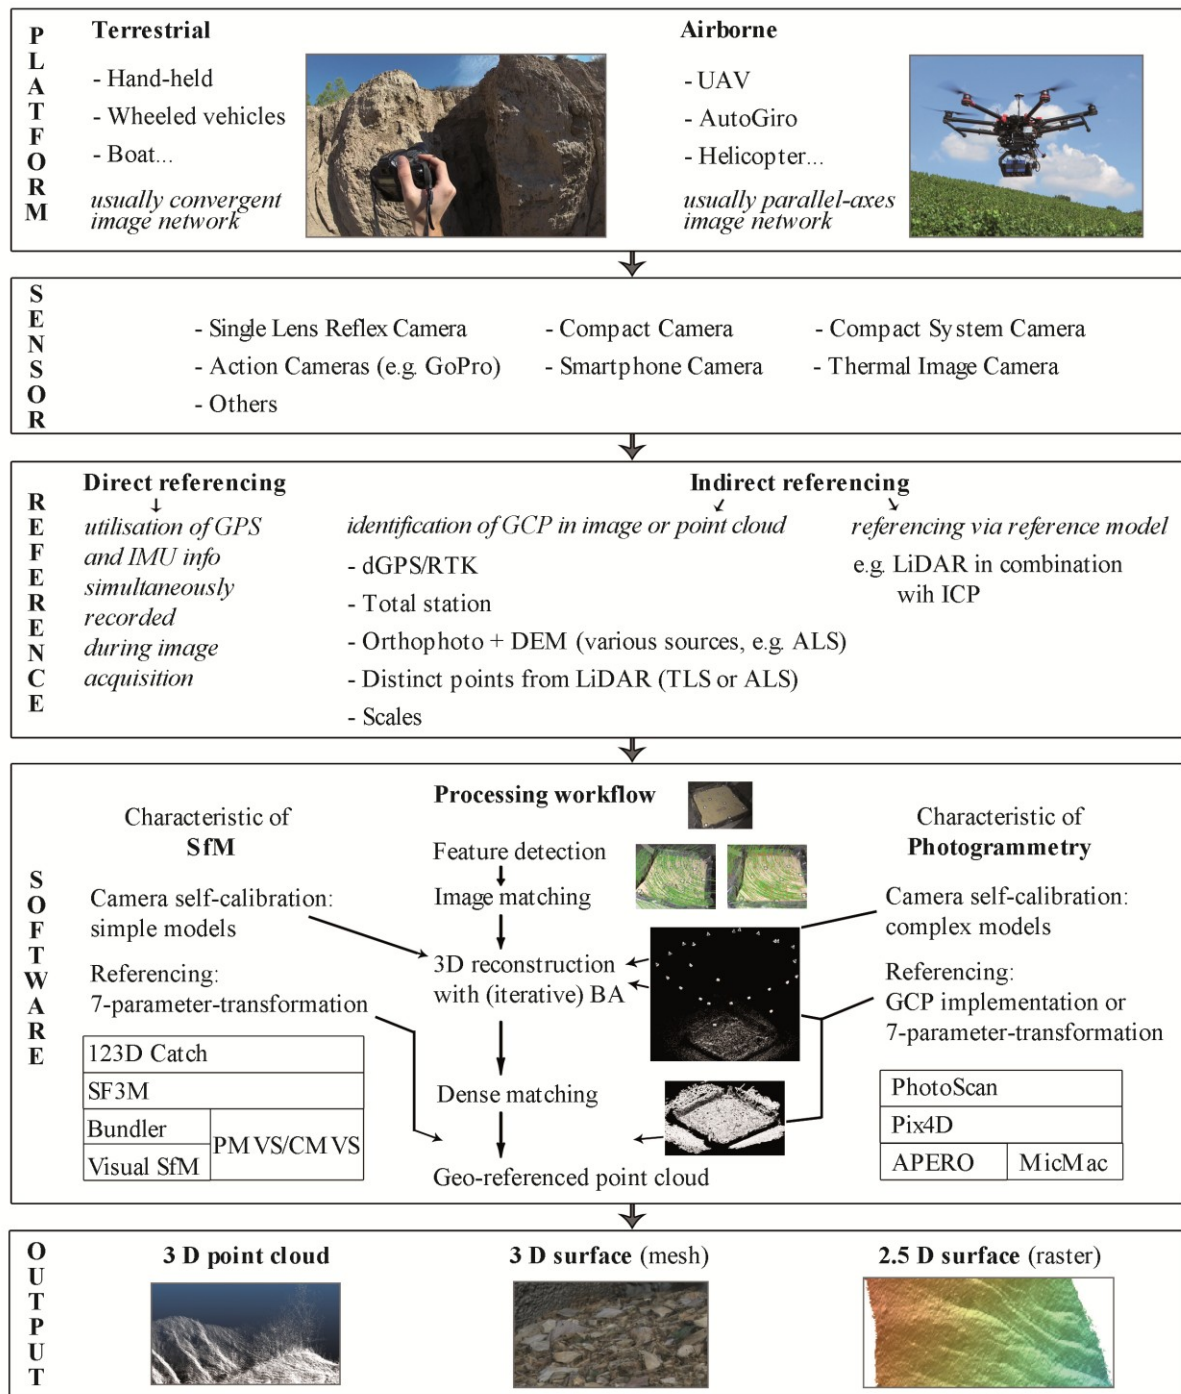 PLATFORM
Terrestrial
- Hand-held
- Wheeled vehicles
- Boat...
usually convergent
image network
Airborne
- UAV
- AutoGiro
- Helicopter...
usually parallel-axes
image network
SENSOR
- Single Lens Reflex Camera
- Compact Camera
- Compact System Camera
- Action Cameras (e.g. GoPro)
- Smartphone Camera
- Thermal Image Camera
- Others
REFERENCE
Direct referencing
utilisation of GPS
and IMU info
simultaneously
recorded
during image
acquisition
Indirect referencing
identification of GCP in image or point cloud
- dGPS/RTK
- Total station
- Orthophoto + DEM (various sources, e.g. ALS)
- Distinct points from LiDAR (TLS or ALS)
- Scales
referencing via reference model
e.g. LiDAR in combination
wih ICP
SOFTWARE
Characteristic of
SfM
Camera self-calibration:
simple models
Referencing:
7-parameter-transformation
123D Catch
SF3M
Bundler
Visual SfM
PMVS/CMVS
Processing workflow
Feature detection
Image matching
3D reconstruction
with (iterative) BA
Dense matching
Geo-referenced point cloud
Characteristic of
Photogrammetry
Camera self-calibration:
complex models
Referencing:
GCP implementation or
7-parameter-transformation
PhotoScan
Pix4D
APERO
MicMac
OUTPUT
3 D point cloud
3 D surface (mesh)
2.5 D surface (raster)